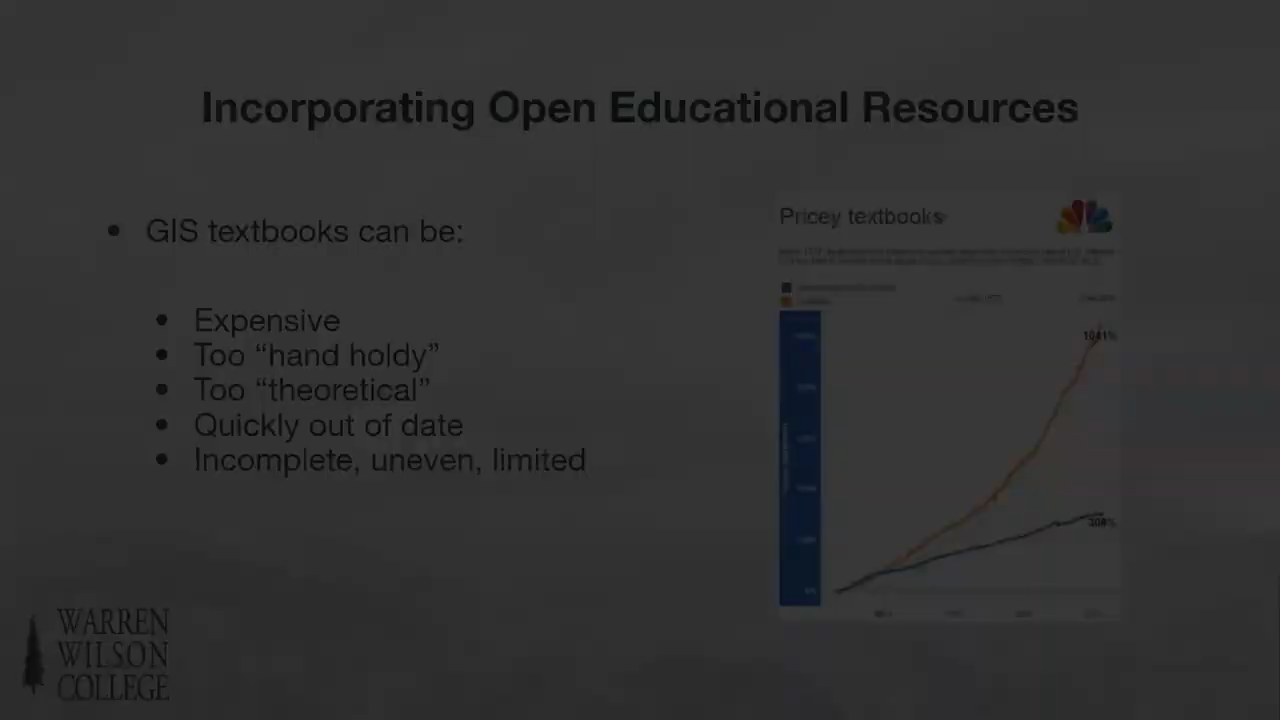 Incorporating Open Educational Resources
• GIS textbooks can be:
• Expensive
• Too “hand holdy”
• Too “theoretical”
• Quickly out of date
• Incomplete, uneven, limited
Pricey textbooks
1041%
308%
WARREN
WILSON
COLLEGE